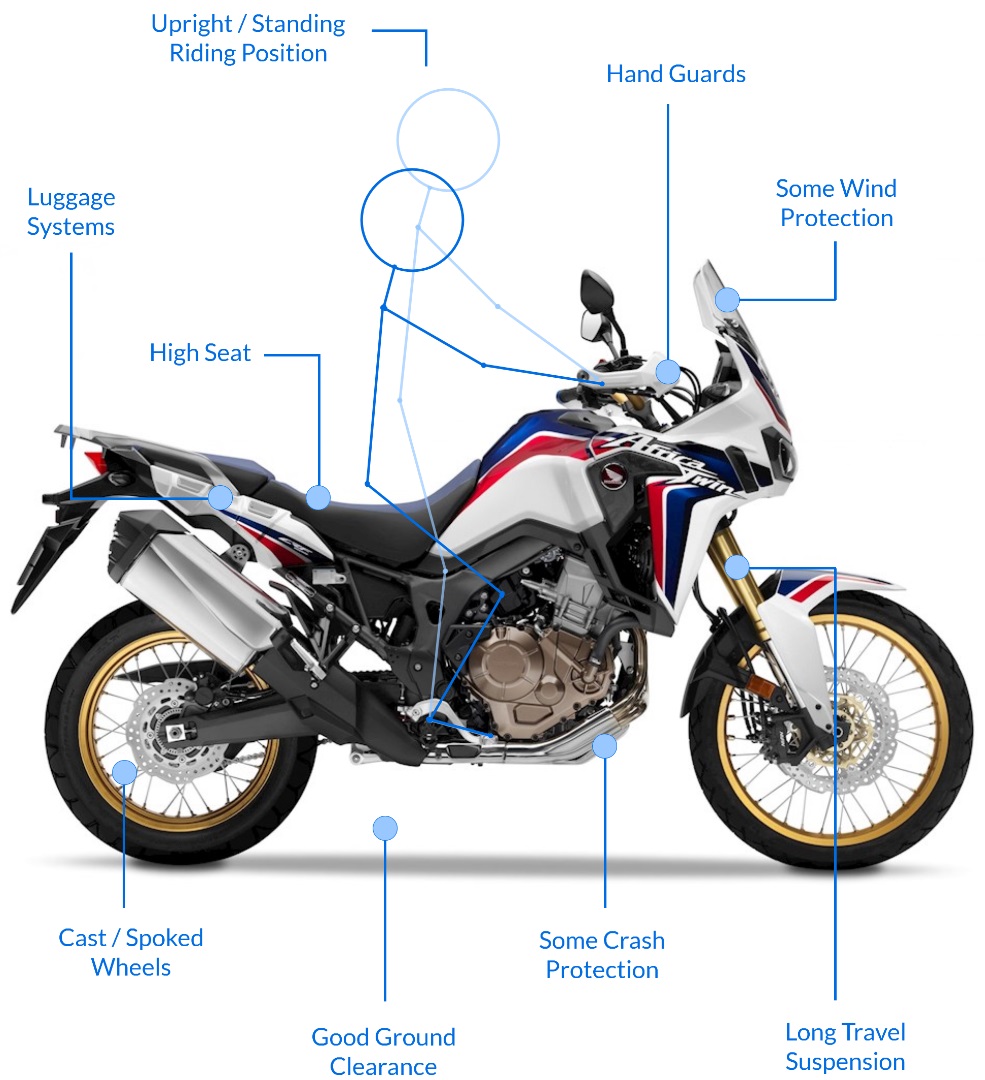 Upright / Standing
Riding Position
Hand Guards
Luggage
Systems
Some Wind
Protection
High Seat
Africa
Twin
Cast / Spoked
Wheels
Some Crash
Protection
Good Ground
Clearance
Long Travel
Suspension